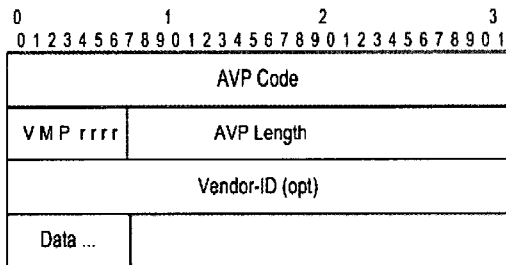 0 1 2 3
0 1 2 3 4 5 6 7 8 9 0 1 2 3 4 5 6 7 8 9 0 1 2 3 4 5 6 7 8 9 0 1
AVP Code
V M P r r r r AVP Length
Vendor-ID (opt)
Data ...